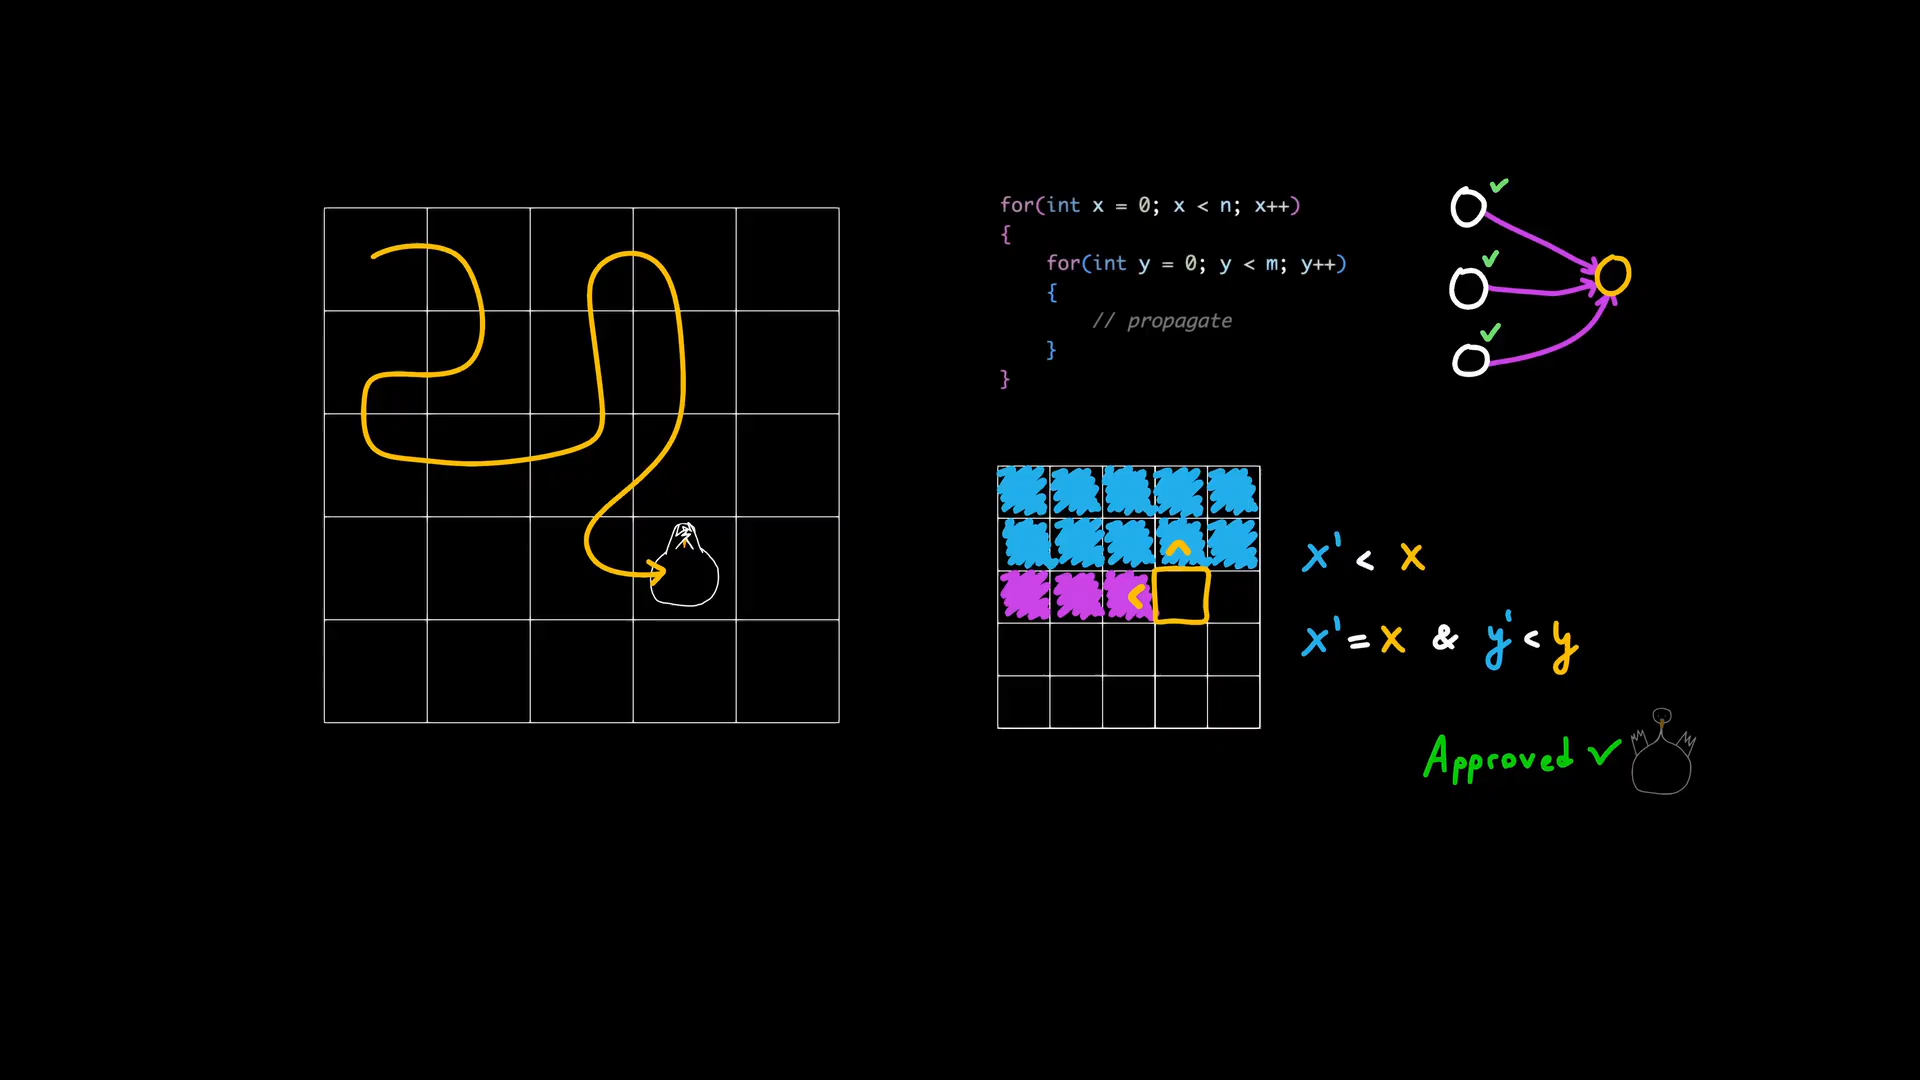 for(int x = 0; x < n; x++)
{
    for(int y = 0; y < m; y++)
    {
        // propagate
    }
}
x' < x
x' = x & y' < y
Approved ✓